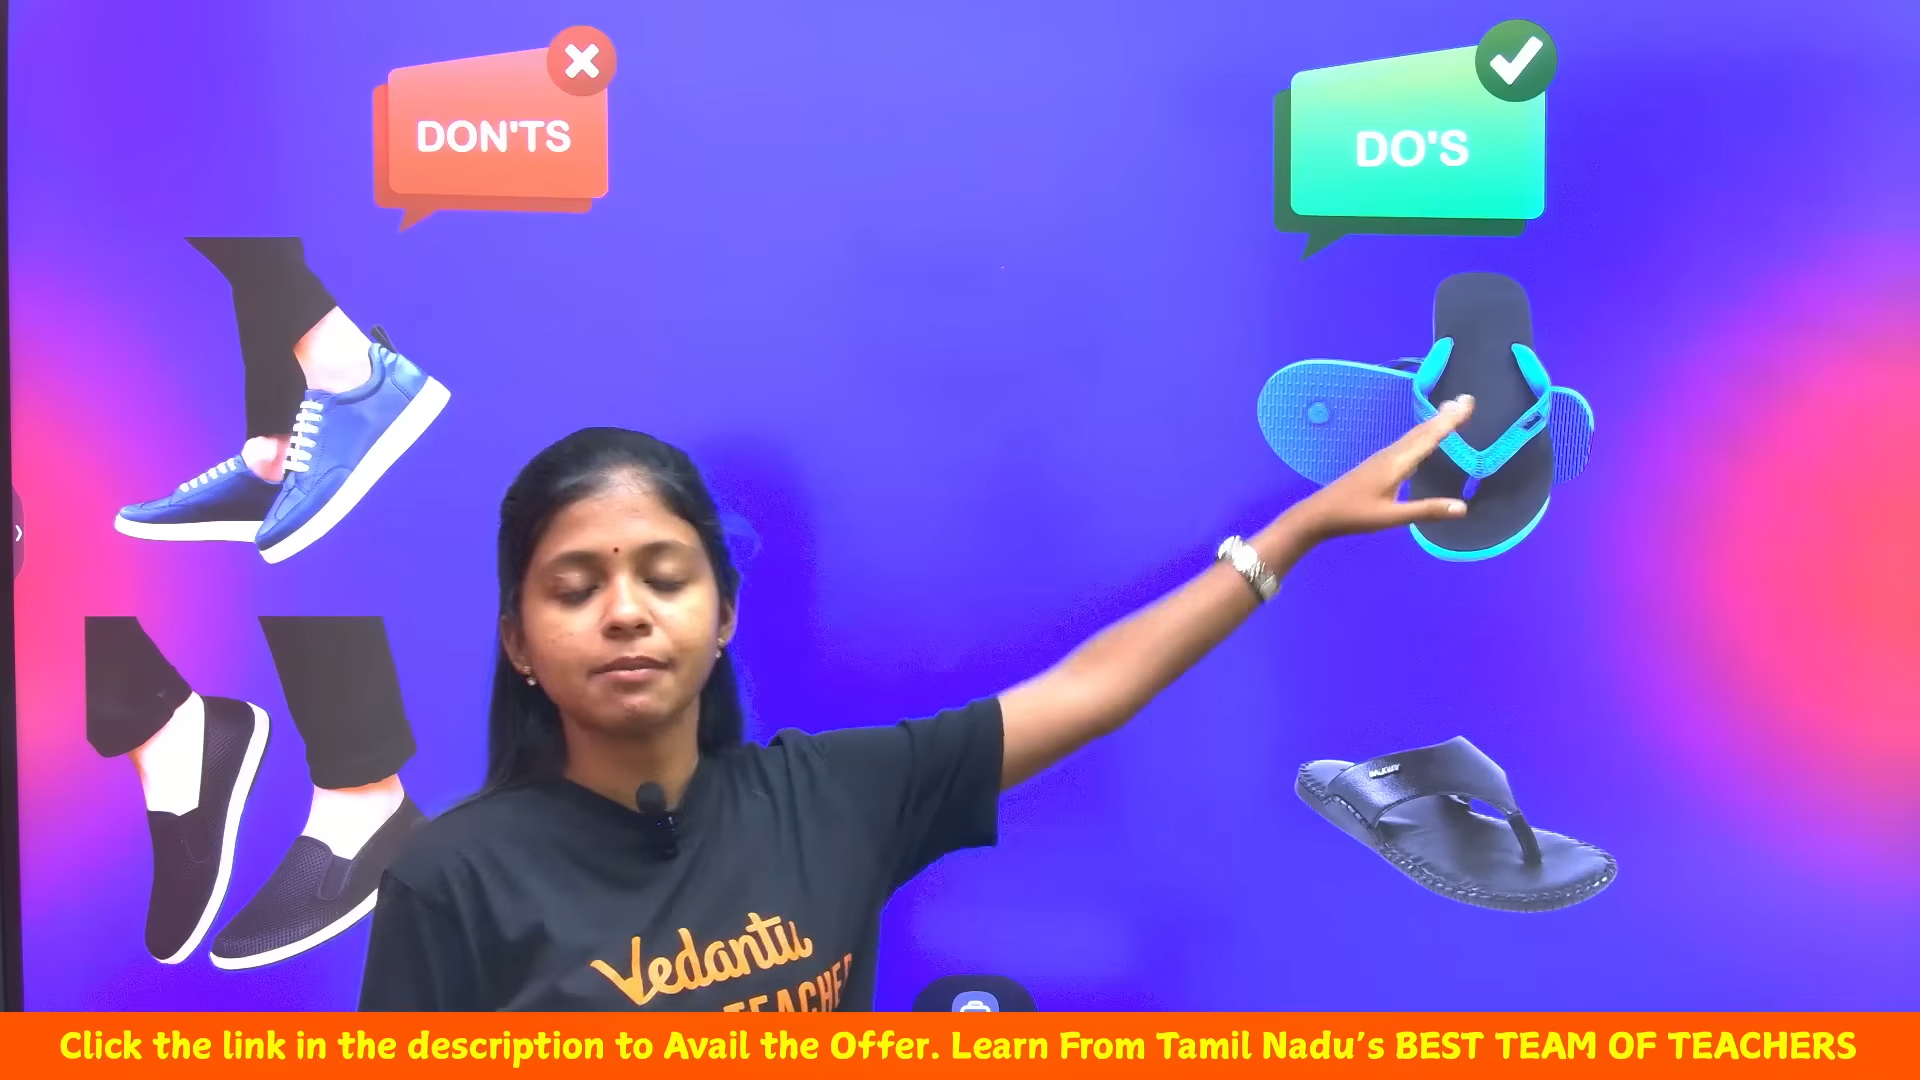 DON'TS
DO'S
Vedantu
TEACHER
Click the link in the description to Avail the Offer. Learn From Tamil Nadu's BEST TEAM OF TEACHERS